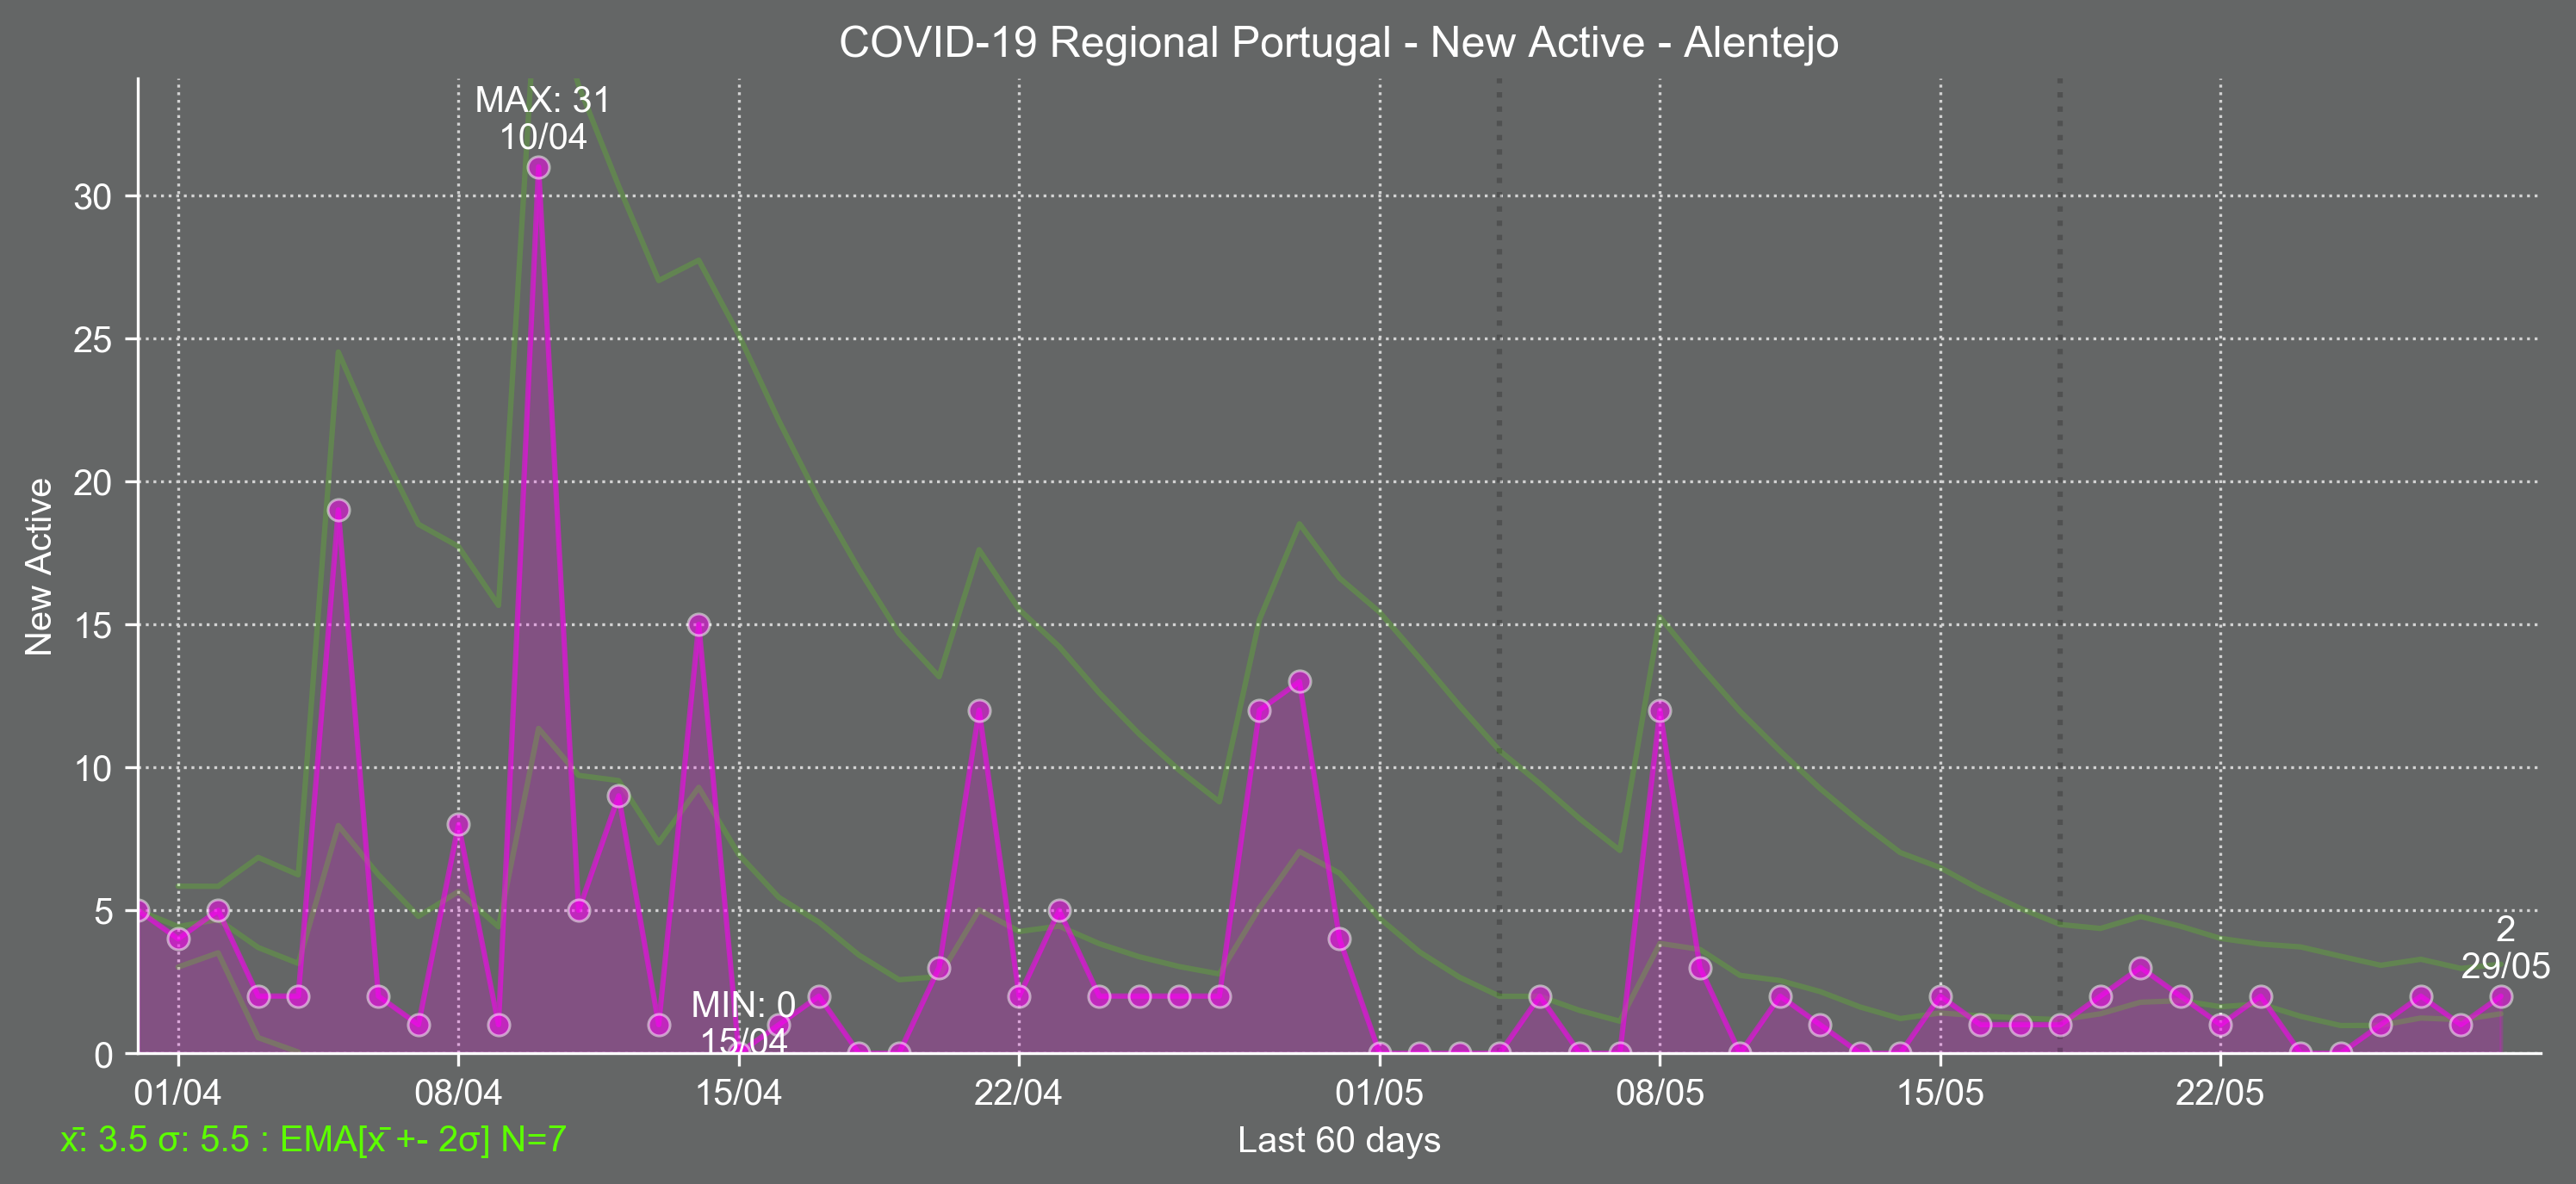 COVID-19 Regional Portugal - New Active - Alentejo
MAX: 31
10/04
30
25
20
15
10
5
0
New Active
MIN: 0
15/04
2
29/05
01/04 08/04 15/04 22/04 01/05 08/05 15/05 22/05
x̄: 3.5 σ: 5.5 : EMA[x̄ +- 2σ] N=7
Last 60 days